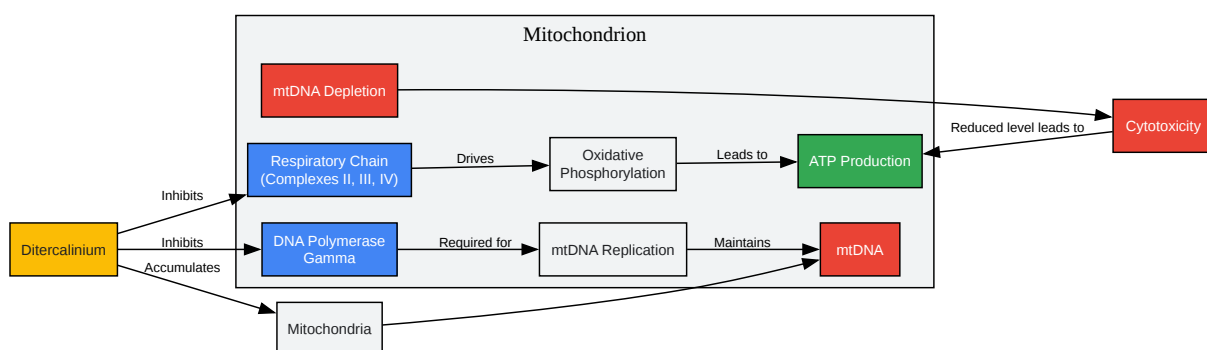 Mitochondrion
mtDNA Depletion
Reduced level leads to
Cytotoxicity
Respiratory Chain
(Complexes II, III, IV)
Drives
Oxidative
Phosphorylation
Leads to
ATP Production
Inhibits
Ditercalinium
Inhibits
DNA Polymerase
Gamma
Required for
mtDNA Replication
Maintains
mtDNA
Accumulates
Mitochondria